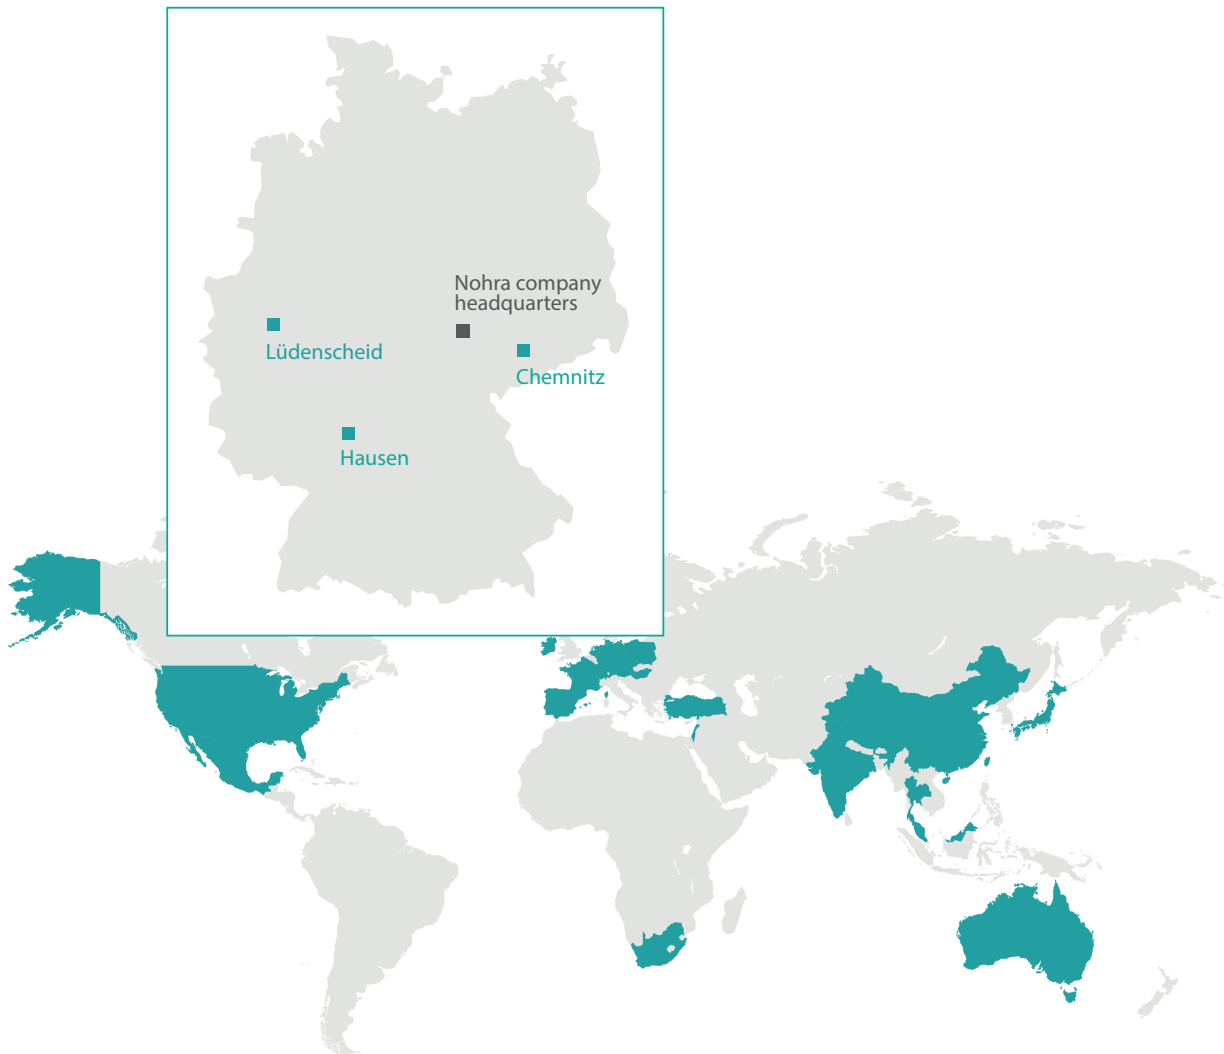 Nohra company
headquarters
Lüdenscheid
Chemnitz
Hausen